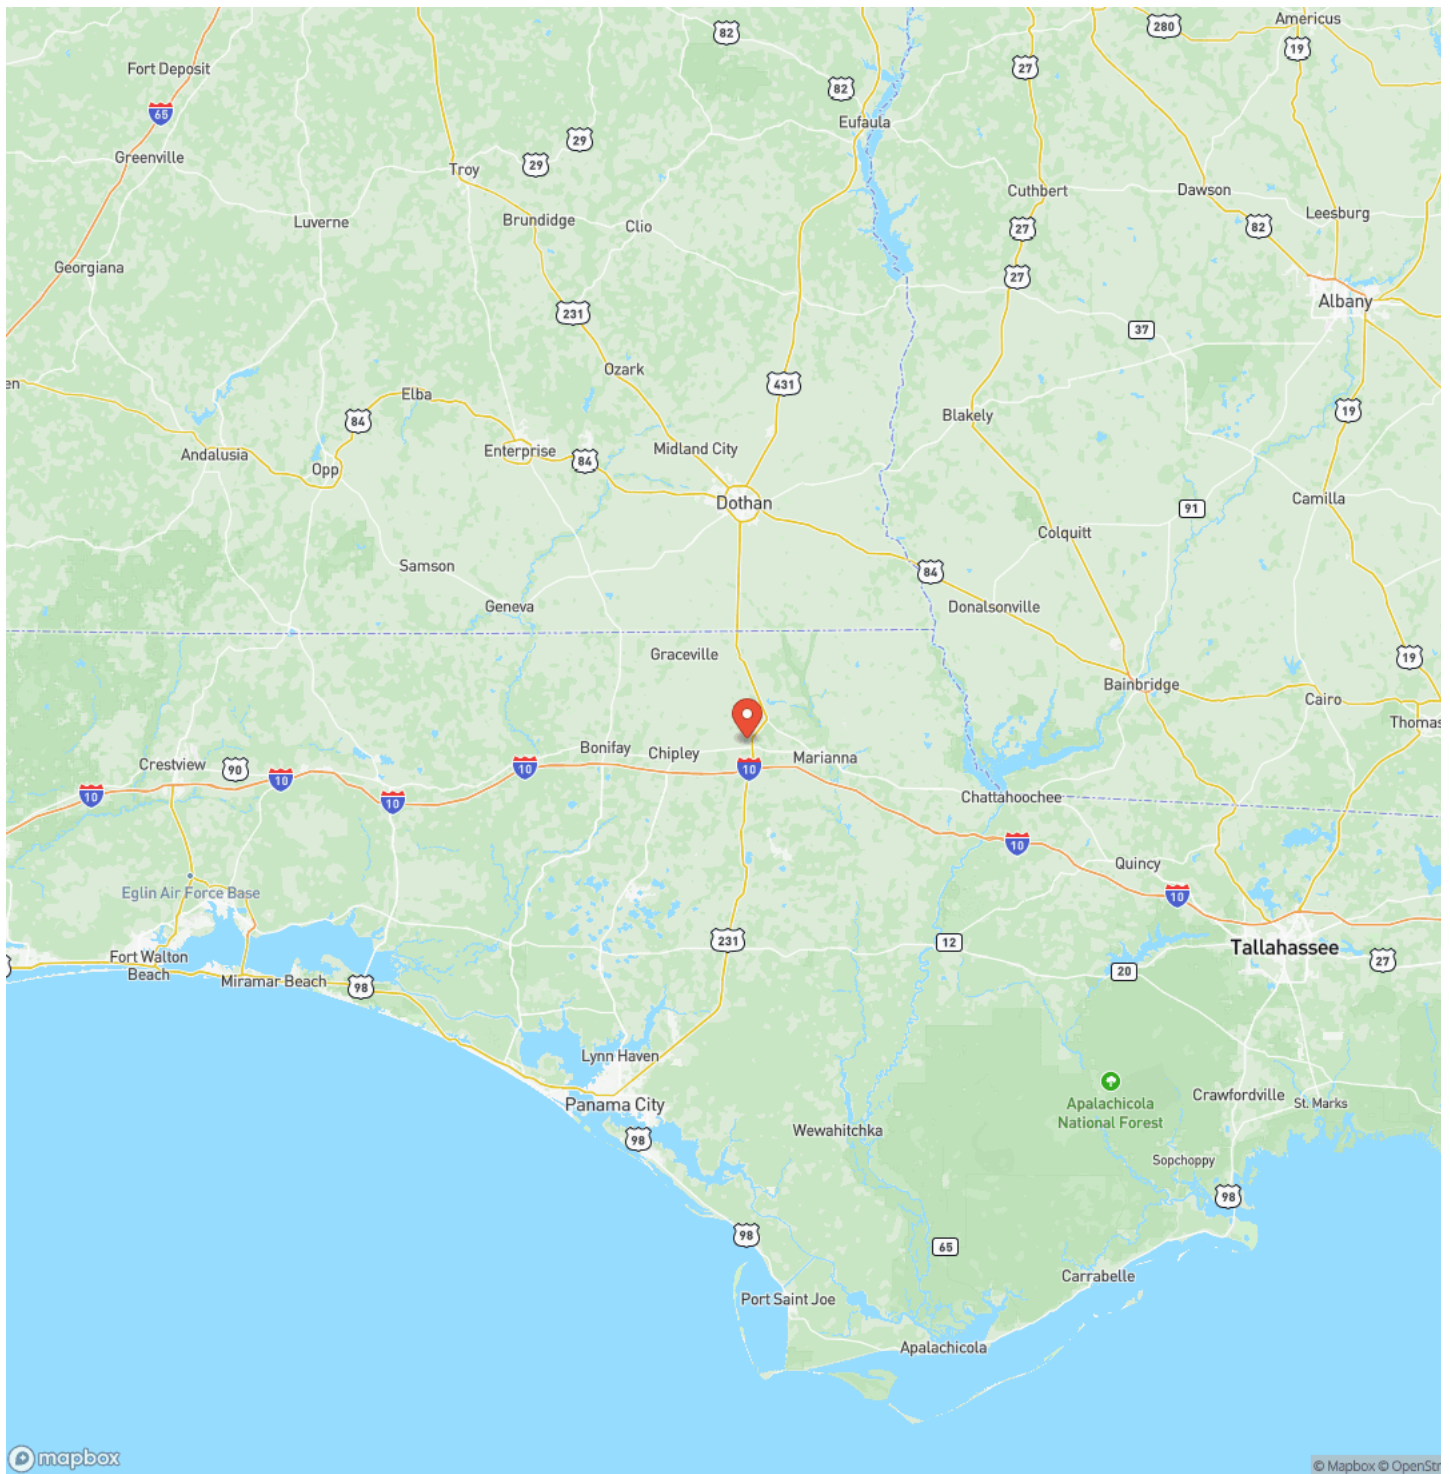 Americus
280
82
19
27
Fort Deposit
82
65
Eufaula
29
Greenville
29
Troy
Cuthbert
Dawson
Leesburg
Brundidge
Luverne
Clio
27
82
Georgiana
27
Albany
231
37
Ozark
431
en
Elba
84
Blakely
19
Midland City
Enterprise
Andalusia
84
Opp
Camilla
Dothan
91
Colquitt
Samson
84
Geneva
Donalsonville
Graceville
19
Bainbridge
Cairo
Thomas
Bonifay
Chipley
Marianna
Crestview
90
10
10
10
10
10
Chattahoochee
10
Quincy
Eglin Air Force Base
10
231
12
Tallahassee
Fort Walton
Beach
27
20
Miramar Beach
98
Lynn Haven
Crawfordville
Panama City
Apalachicola
National Forest
St. Marks
Wewahitchka
98
Sopchoppy
98
98
65
Carrabelle
Port Saint Joe
Apalachicola
mapbox
© Mapbox © OpenStr